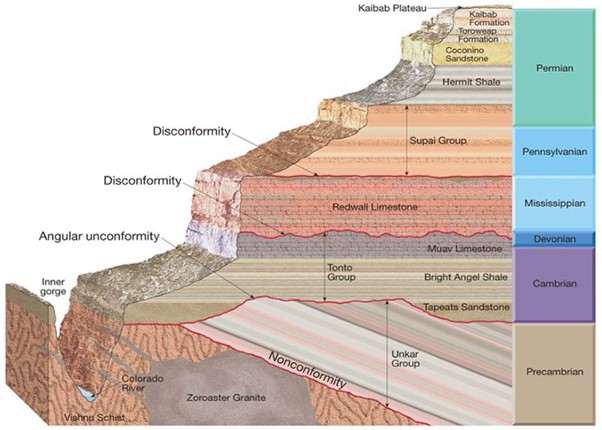 Kaibab Plateau
Kaibab
Formation
Toroweap
Formation
Coconino
Sandstone
Hermit Shale
Permian
Disconformity
Supai Group
Pennsylvanian
Disconformity
Redwall Limestone
Mississippian
Angular unconformity
Devonian
Muav Limestone
Tonto
Group
Bright Angel Shale
Cambrian
Inner
gorge
Tapeats Sandstone
Unkar
Group
Nonconformity
Precambrian
Colorado
River
Zoroaster Granite
Vishnu Schist